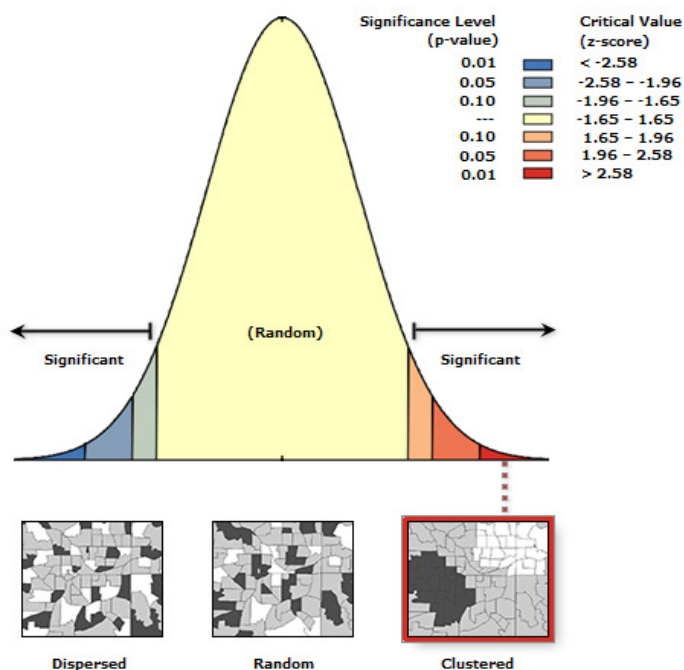 Significance Level Critical Value
(p-value) (z-score)
0.01 < -2.58
0.05 -2.58 – -1.96
0.10 -1.96 – -1.65
--- -1.65 – 1.65
0.10 1.65 – 1.96
0.05 1.96 – 2.58
0.01 > 2.58
(Random)
Significant Significant
Dispersed Random Clustered